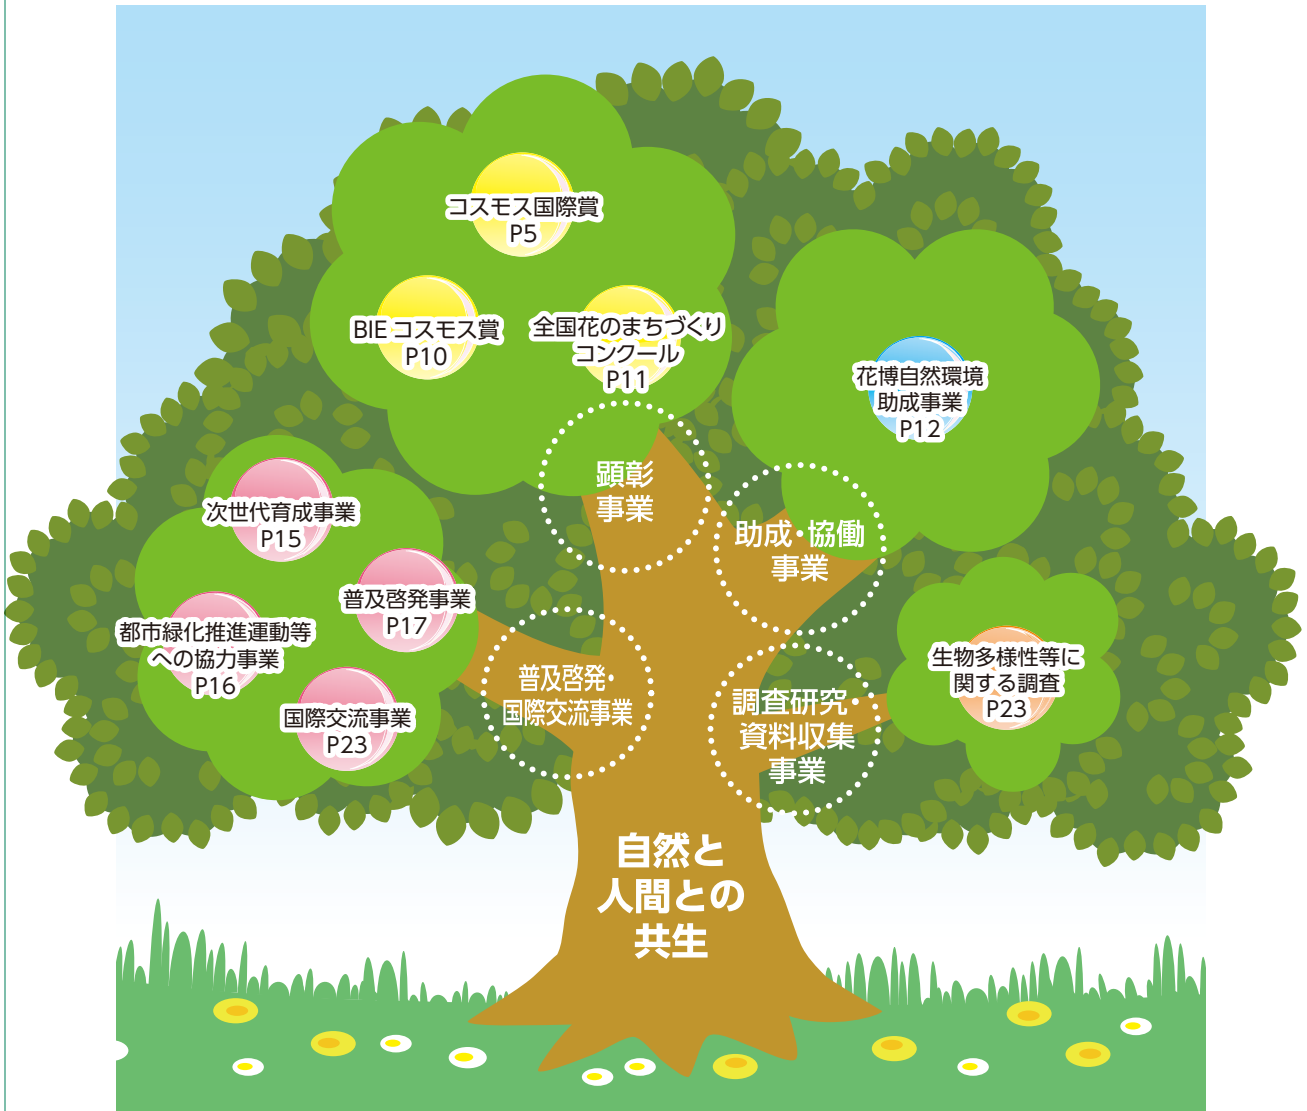 コスモス国際賞
P5
BIE コスモス賞
P10
全国花のまちづくり
コンクール
P11
花博自然環境
助成事業
P12
顕彰
事業
助成・協働
事業
次世代育成事業
P15
普及啓発事業
P17
都市緑化推進運動等
への協力事業
P16
国際交流事業
P23
普及啓発・
国際交流事業
調査研究・
資料収集
事業
生物多様性等に
関する調査
P23
自然と
人間との
共生